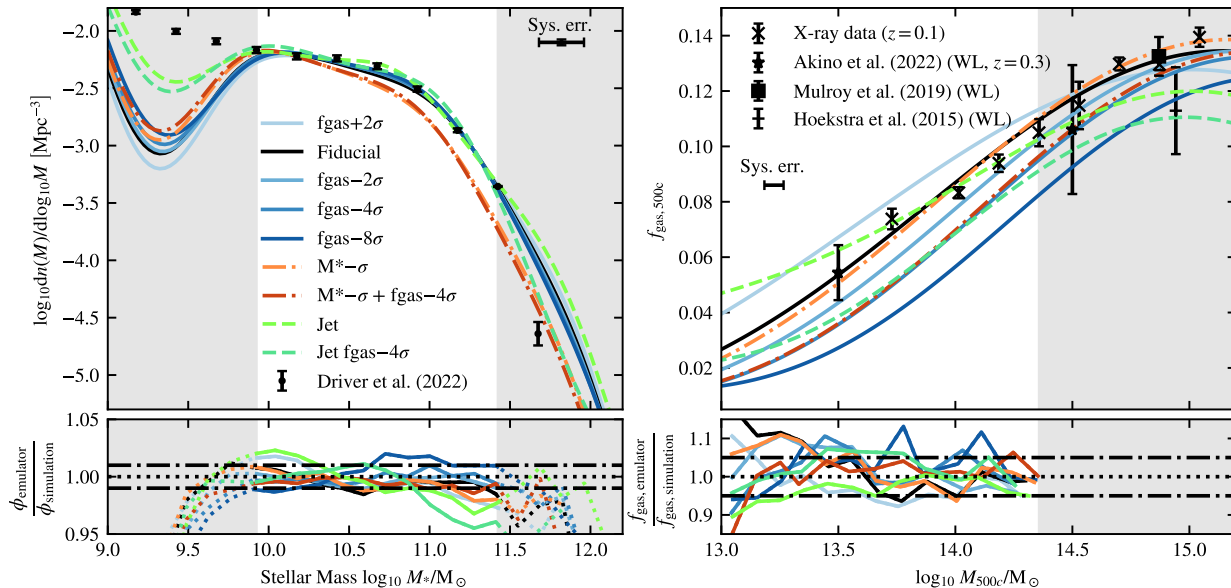 Sys. err.
log₁₀dn(M)/dlog₁₀M [Mpc⁻³]
−2.0
−2.5
−3.0
−3.5
−4.0
−4.5
−5.0
fgas+2σ
Fiducial
fgas−2σ
fgas−4σ
fgas−8σ
M*−σ
M*−σ + fgas−4σ
Jet
Jet fgas−4σ
Driver et al. (2022)
ϕemulator
ϕsimulation
1.05
1.00
0.95
9.0 9.5 10.0 10.5 11.0 11.5 12.0
Stellar Mass log₁₀ M*/M⊙
X-ray data (z=0.1)
Akino et al. (2022) (WL, z=0.3)
Mulroy et al. (2019) (WL)
Hoekstra et al. (2015) (WL)
Sys. err.
fgas,500c
0.14
0.12
0.10
0.08
0.06
0.04
0.02
fgas, emulator
fgas, simulation
1.1
1.0
0.9
13.0 13.5 14.0 14.5 15.0
log₁₀ M500c/M⊙